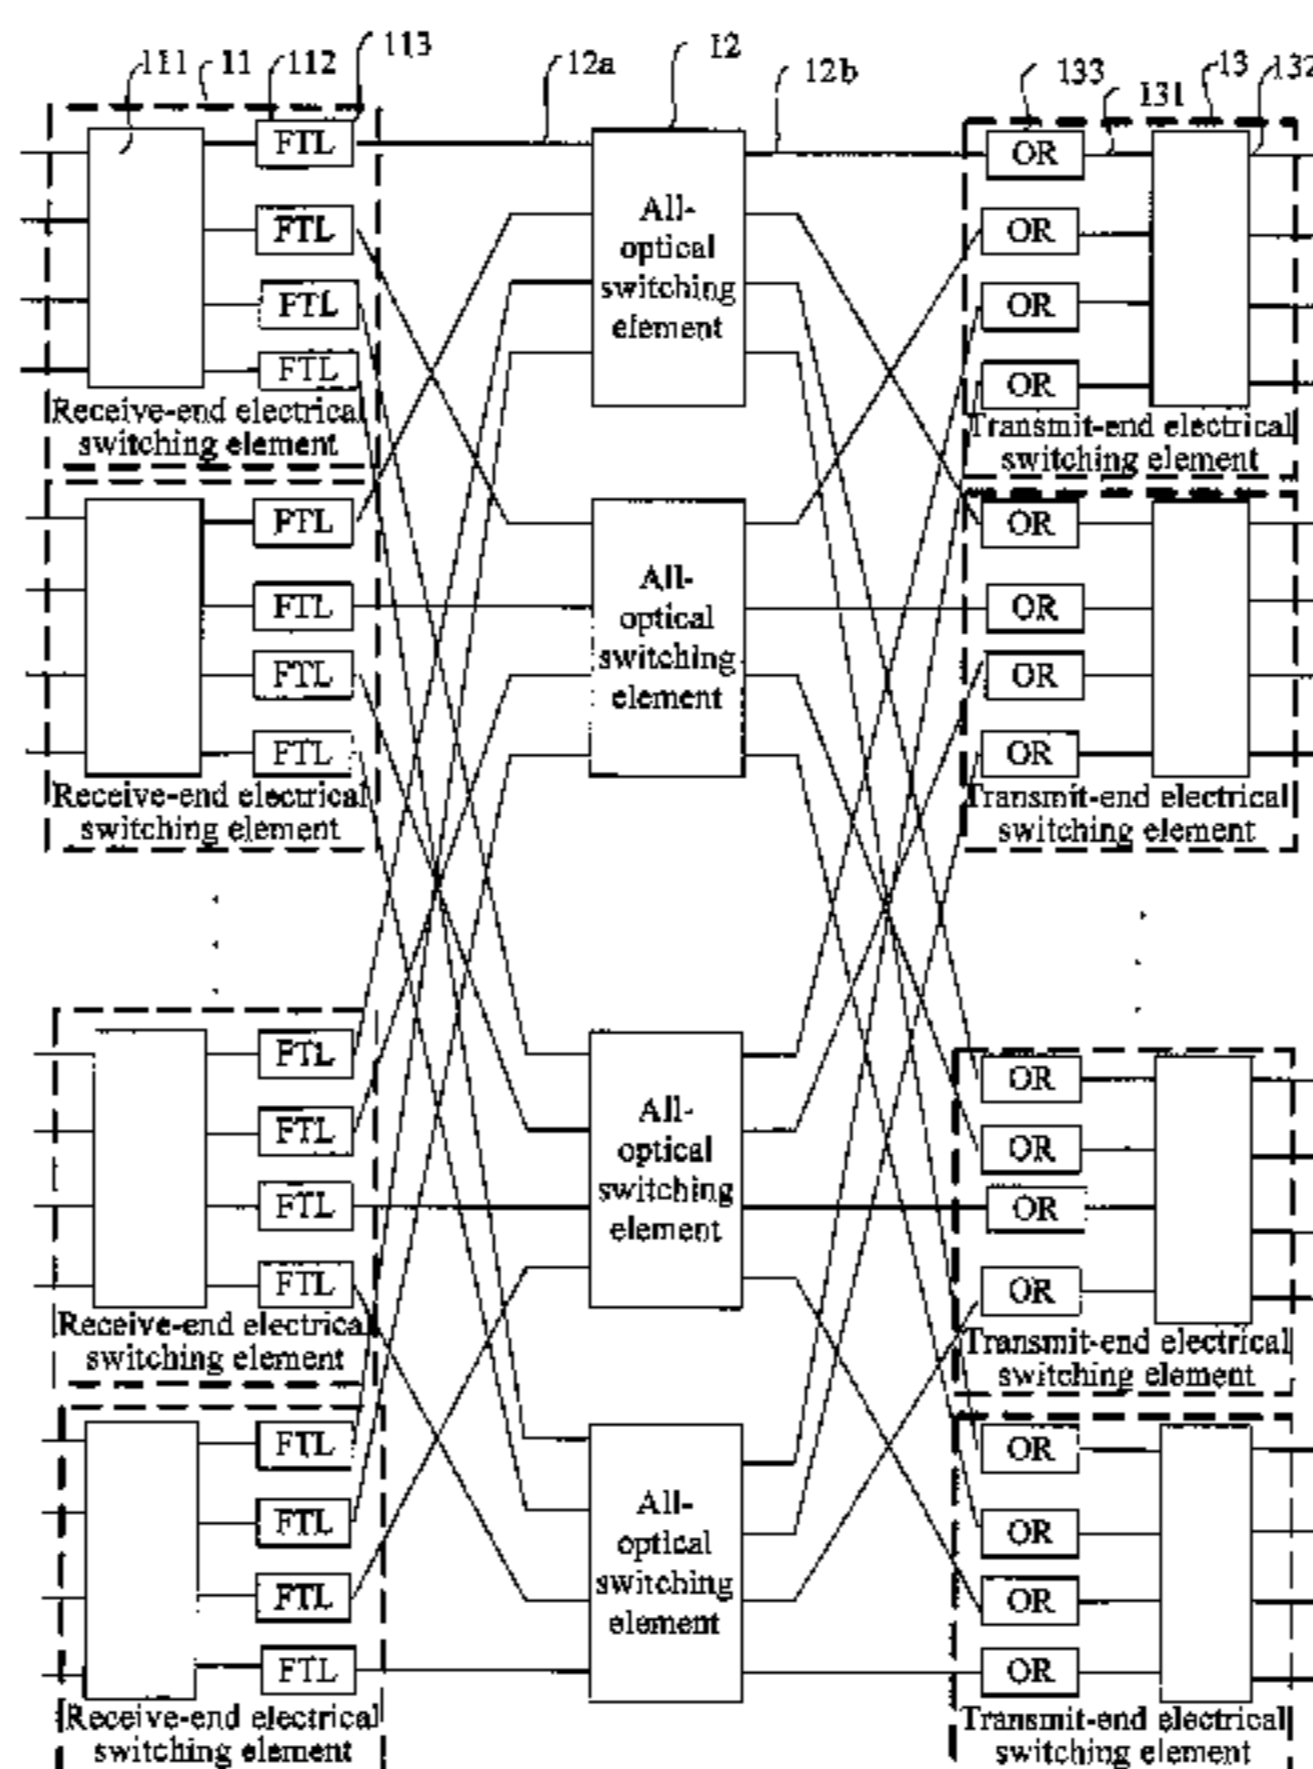 111 11 112 113 12a 12 12b 133 131 13 132
FTL
FTL
FTL
FTL
Receive-end electrical
switching element
FTL
FTL
FTL
FTL
Receive-end electrical
switching element
FTL
FTL
FTL
FTL
Receive-end electrical
switching element
FTL
FTL
FTL
FTL
Receive-end electrical
switching element
All-
optical
switching
element
All-
optical
switching
element
All-
optical
switching
element
All-
optical
switching
element
OR
OR
OR
OR
Transmit-end electrical
switching element
OR
OR
OR
OR
Transmit-end electrical
switching element
OR
OR
OR
OR
Transmit-end electrical
switching element
OR
OR
OR
OR
Transmit-end electrical
switching element